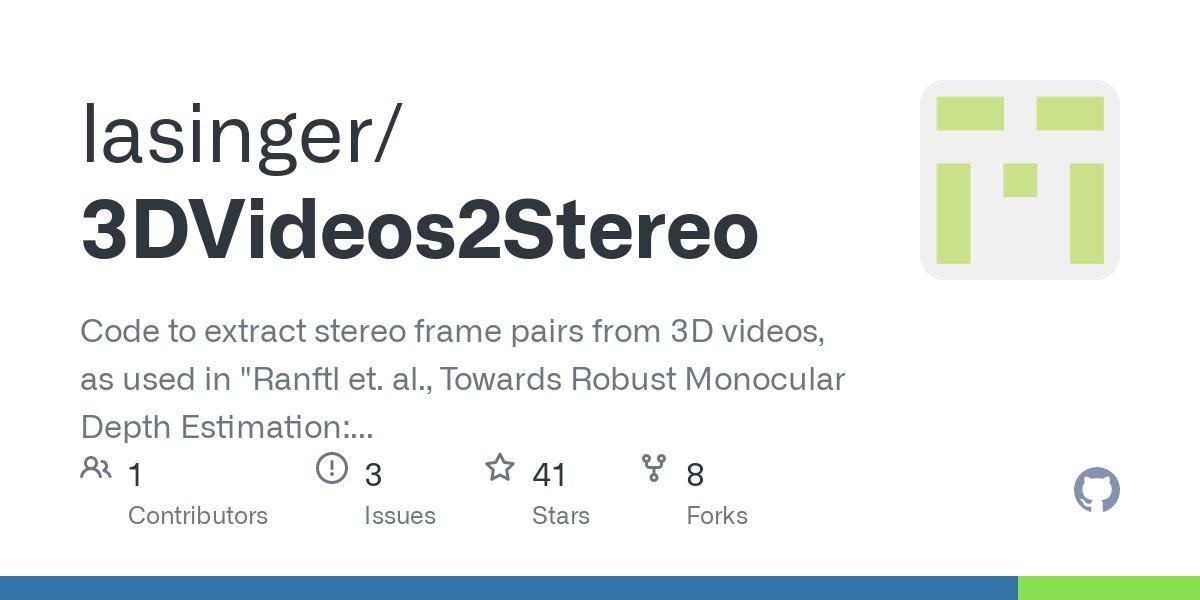 lasinger/
3DVideos2Stereo
Code to extract stereo frame pairs from 3D videos,
as used in "Ranftl et. al., Towards Robust Monocular
Depth Estimation:...
1 3 41 8
Contributors Issues Stars Forks